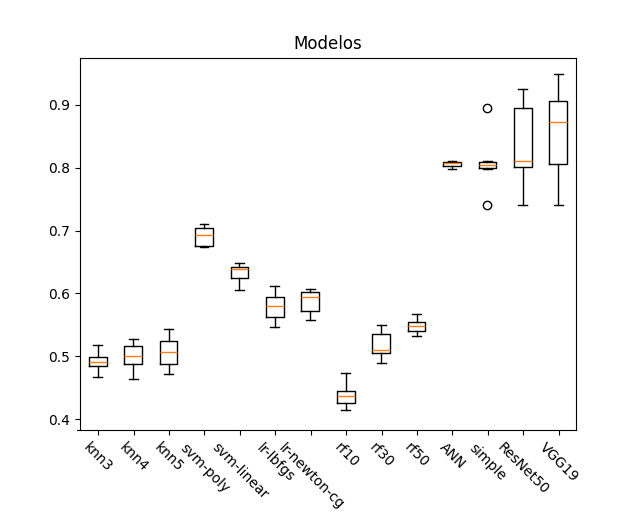 Modelos
0.9
0.8
0.7
0.6
0.5
0.4
knn3
knn4
knn5
svm-poly
svm-linear
lr-lbfgs
lr-newton-cg
rf10
rf30
rf50
ANN
simple
ResNet50
VGG19